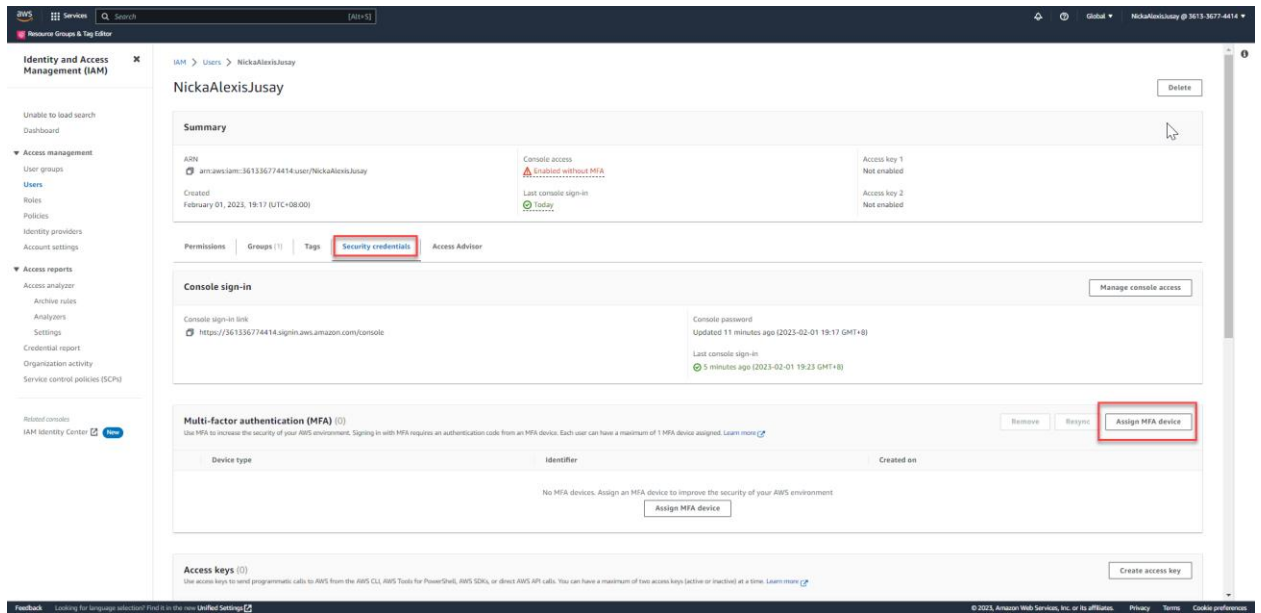 aws
Services
Search
[Alt+S]
Global
NickaAlexisJusay @ 3613-3677-4414
Resource Groups & Tag Editor
Identity and Access Management (IAM)
Unable to load search
Dashboard
Access management
User groups
Users
Roles
Policies
Identity providers
Account settings
Access reports
Access analyzer
Archive rules
Analyzers
Settings
Credential report
Organization activity
Service control policies (SCPs)
Related consoles
IAM Identity Center New
IAM > Users > NickaAlexisJusay
NickaAlexisJusay
Delete
Summary
ARN
arn:aws:iam::361336774414:user/NickaAlexisJusay
Created
February 01, 2023, 19:17 (UTC+08:00)
Console access
Enabled without MFA
Last console sign-in
Today
Access key 1
Not enabled
Access key 2
Not enabled
Permissions Groups (1) Tags Security credentials Access Advisor
Console sign-in
Manage console access
Console sign-in link
https://361336774414.signin.aws.amazon.com/console
Console password
Updated 11 minutes ago (2023-02-01 19:17 GMT+8)
Last console sign-in
5 minutes ago (2023-02-01 19:23 GMT+8)
Multi-factor authentication (MFA) (0)
Use MFA to increase the security of your AWS environment. Signing in with MFA requires an authentication code from an MFA device. Each user can have a maximum of 1 MFA device assigned. Learn more
Remove Resync Assign MFA device
Device type Identifier Created on
No MFA devices. Assign an MFA device to improve the security of your AWS environment
Assign MFA device
Access keys (0)
Use access keys to send programmatic calls to AWS from the AWS CLI, AWS Tools for PowerShell, AWS SDKs, or direct AWS API calls. You can have a maximum of two access keys (active or inactive) at a time. Learn more
Create access key
Feedback Looking for language selection? Find it in the new Unified Settings
© 2023, Amazon Web Services, Inc. or its affiliates. Privacy Terms Cookie preferences